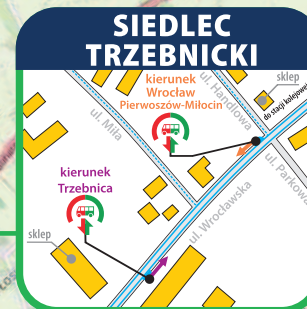 SIEDLEC
TRZEBNICKI
kierunek
Wrocław
Pierwoszów-Miłocin
ul. Handlowa
sklep
do stacji kolejowej
ul. Miła
ul. Parkowa
kierunek
Trzebnica
ul. Wrocławska
sklep